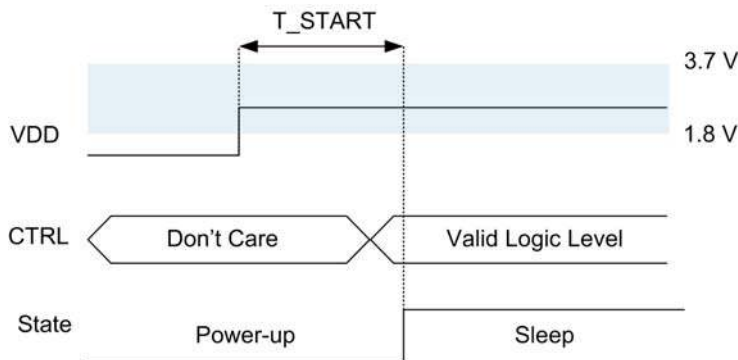 T_START
3.7 V
VDD
1.8 V
CTRL
Don't Care
Valid Logic Level
State
Power-up
Sleep